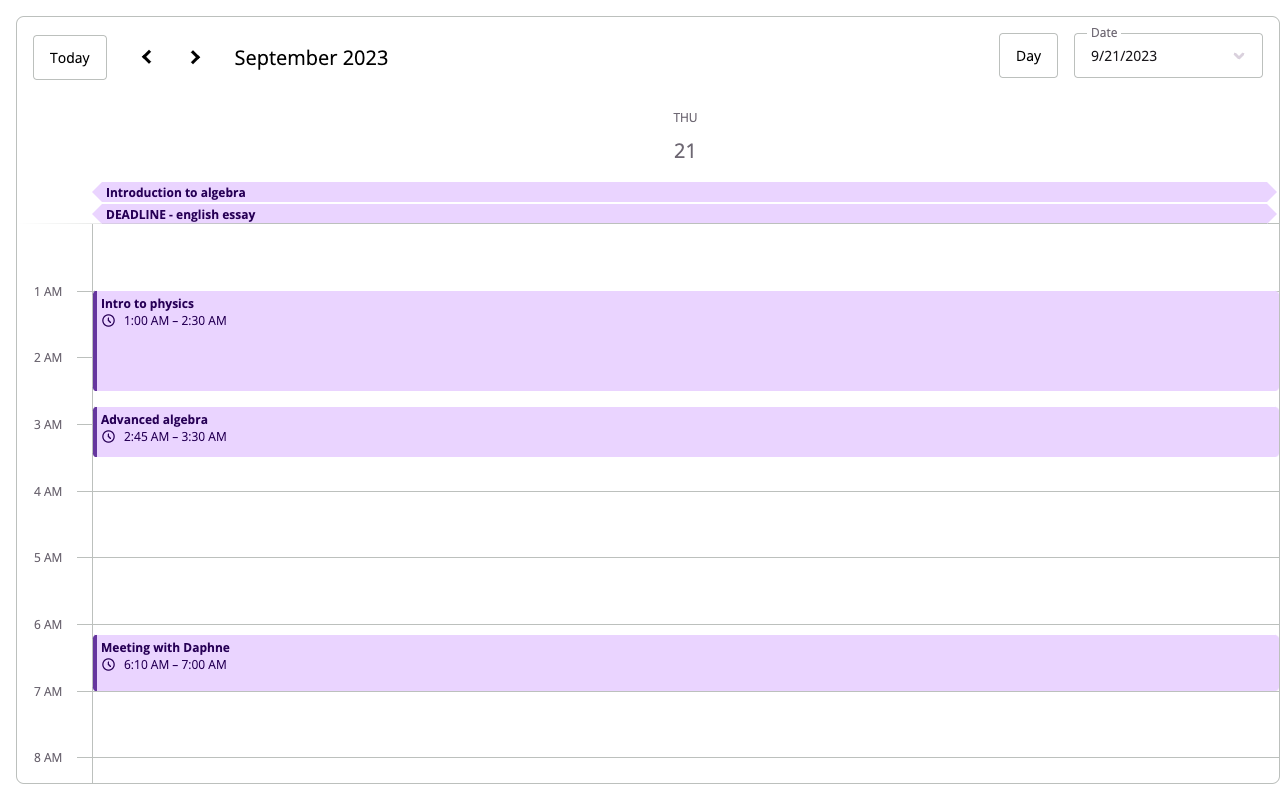 Today
September 2023
Day
Date
9/21/2023
THU
21
Introduction to algebra
DEADLINE - english essay
1 AM
Intro to physics
1:00 AM – 2:30 AM
2 AM
Advanced algebra
3 AM
2:45 AM – 3:30 AM
4 AM
5 AM
6 AM
Meeting with Daphne
6:10 AM – 7:00 AM
7 AM
8 AM